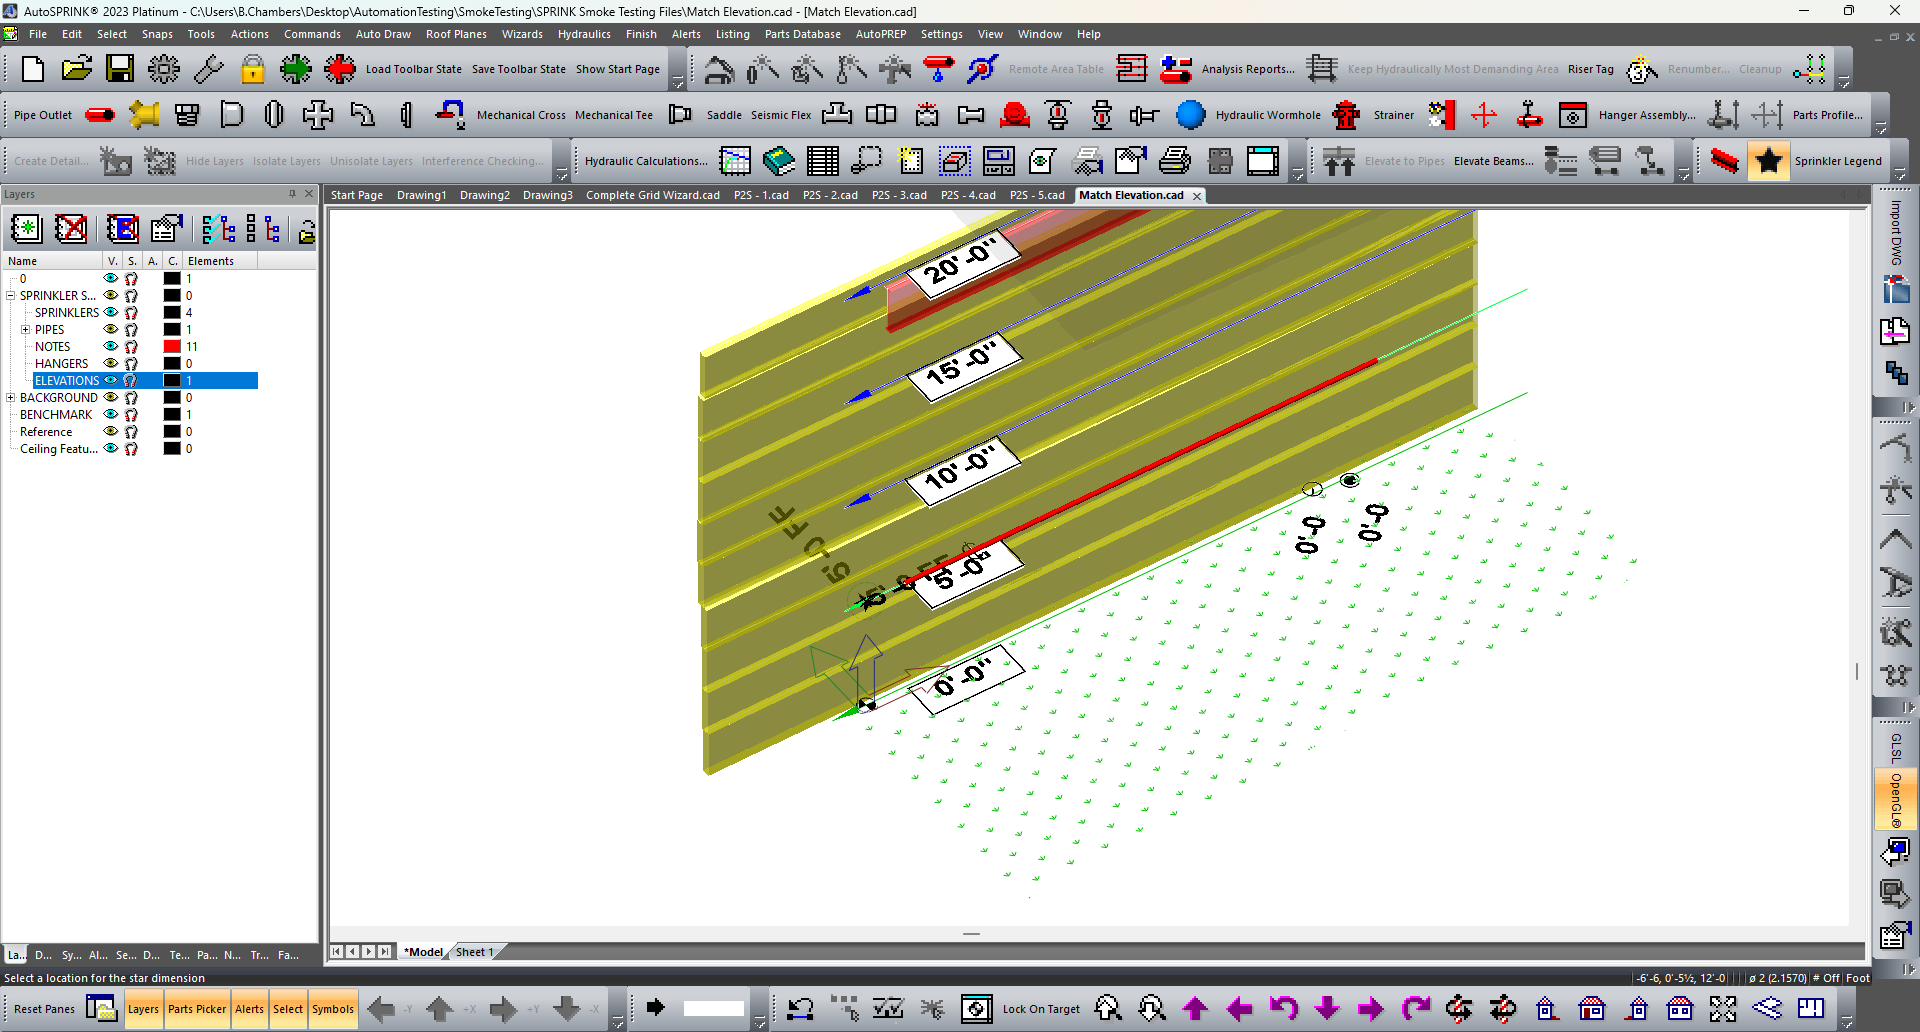 AutoSPRINK® 2023 Platinum - C:\Users\B.Chambers\Desktop\AutomationTesting\SmokeTesting\SPRINK Smoke Testing Files\Match Elevation.cad - [Match Elevation.cad]
File Edit Select Snaps Tools Actions Commands Auto Draw Roof Planes Wizards Hydraulics Finish Alerts Listing Parts Database AutoPREP Settings View Window Help
Load Toolbar State Save Toolbar State Show Start Page Remote Area Table Analysis Reports... Keep Hydraulically Most Demanding Area Riser Tag Renumber... Cleanup
Pipe Outlet Mechanical Cross Mechanical Tee Saddle Seismic Flex Hydraulic Wormhole Strainer Hanger Assembly... Parts Profile...
Create Detail... Hide Layers Isolate Layers Unisolate Layers Interference Checking... Hydraulic Calculations... Elevate to Pipes Elevate Beams... Sprinkler Legend
Layers
Start Page Drawing1 Drawing2 Drawing3 Complete Grid Wizard.cad P2S - 1.cad P2S - 2.cad P2S - 3.cad P2S - 4.cad P2S - 5.cad Match Elevation.cad
Name V. S. A. C. Elements
0 1
SPRINKLER S... 0
SPRINKLERS 4
PIPES 1
NOTES 11
HANGERS 0
ELEVATIONS 1
BACKGROUND 0
BENCHMARK 1
Reference 0
Ceiling Featu... 0
20'-0"
15'-0"
10'-0"
5'-0"
0'-0"
0-0
0-0
Import DWG
GLSL
OpenGL®
La... D... Sy... Al... Se... D... Te... Pa... N... Tr... Fa...
*Model Sheet 1
Select a location for the star dimension
-6'-6, 0'-5½, 12'-0 ø 2 (2.1570) # Off Foot
Reset Panes Layers Parts Picker Alerts Select Symbols -Y +X +Y -X Lock On Target